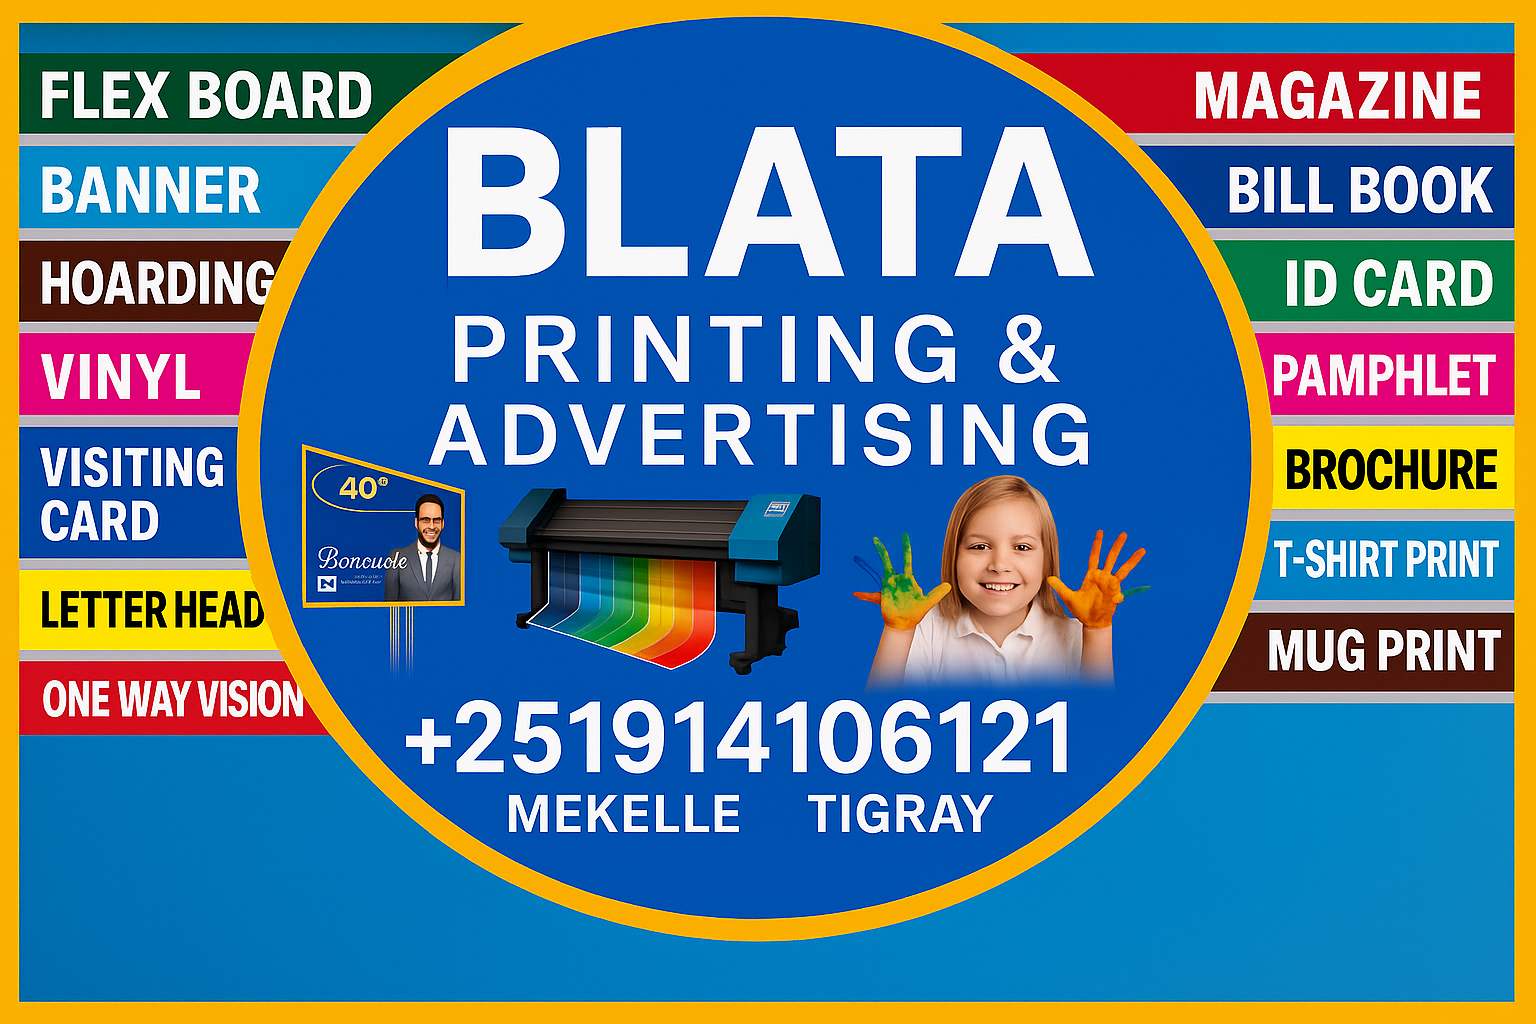 FLEX BOARD
BANNER
HOARDING
VINYL
VISITING
CARD
LETTER HEAD
ONE WAY VISION
BLATA
PRINTING &
ADVERTISING
40
Boncuole
+251914106121
MEKELLE TIGRAY
MAGAZINE
BILL BOOK
ID CARD
PAMPHLET
BROCHURE
T-SHIRT PRINT
MUG PRINT